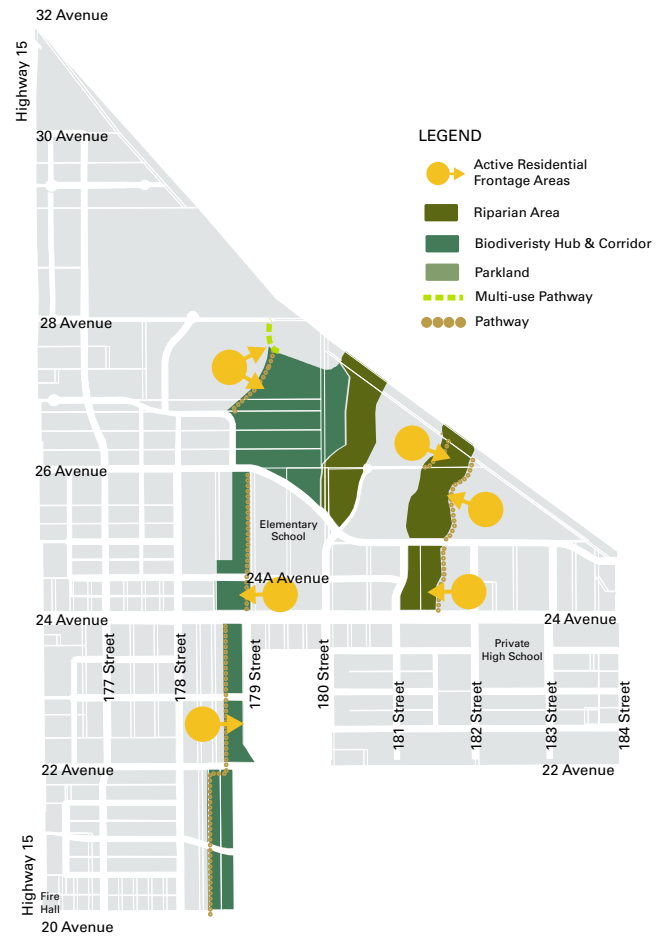 32 Avenue
Highway 15
30 Avenue
LEGEND
Active Residential
Frontage Areas
Riparian Area
Biodiveristy Hub & Corridor
Parkland
Multi-use Pathway
Pathway
28 Avenue
26 Avenue
Elementary
School
24A Avenue
24 Avenue
24 Avenue
177 Street
178 Street
179 Street
180 Street
181 Street
182 Street
183 Street
184 Street
Private
High School
22 Avenue
22 Avenue
Highway 15
Fire
Hall
20 Avenue